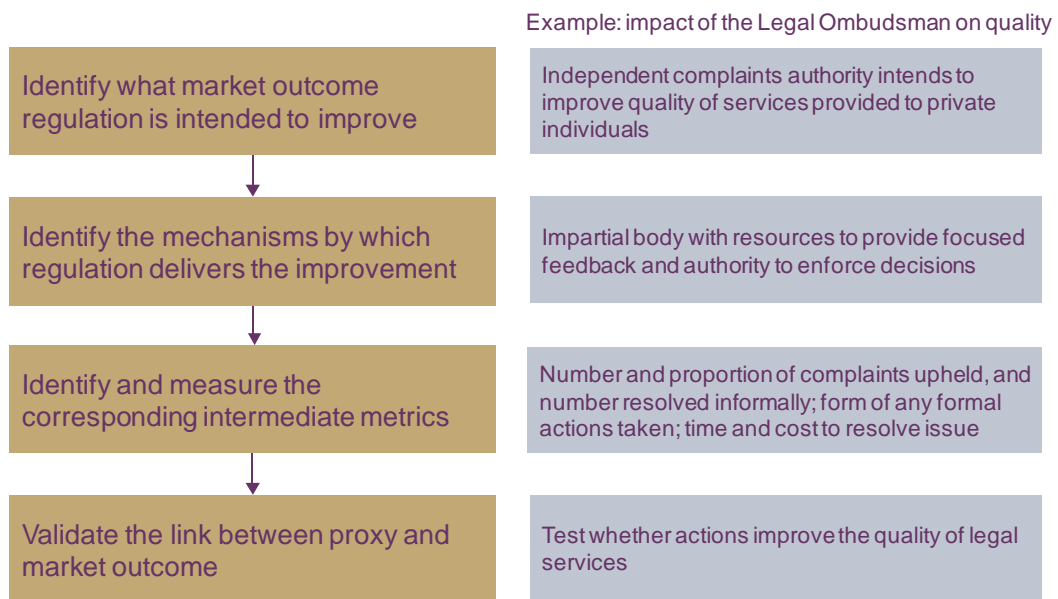 Example: impact of the Legal Ombudsman on quality
Identify what market outcome
regulation is intended to improve
Independent complaints authority intends to
improve quality of services provided to private
individuals
Identify the mechanisms by which
regulation delivers the improvement
Impartial body with resources to provide focused
feedback and authority to enforce decisions
Identify and measure the
corresponding intermediate metrics
Number and proportion of complaints upheld, and
number resolved informally; form of any formal
actions taken; time and cost to resolve issue
Validate the link between proxy and
market outcome
Test whether actions improve the quality of legal
services